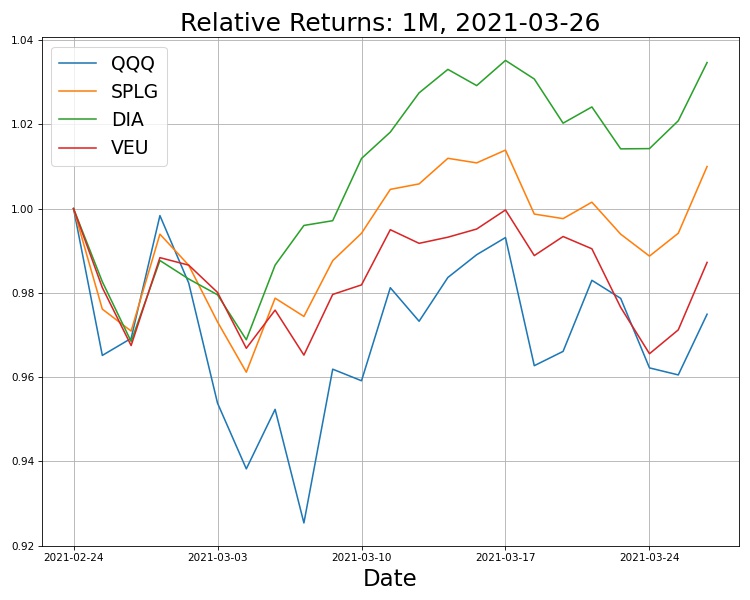 Relative Returns: 1M, 2021-03-26
1.04
1.02
1.00
0.98
0.96
0.94
0.92
QQQ
SPLG
DIA
VEU
2021-02-24
2021-03-03
2021-03-10
2021-03-17
2021-03-24
Date